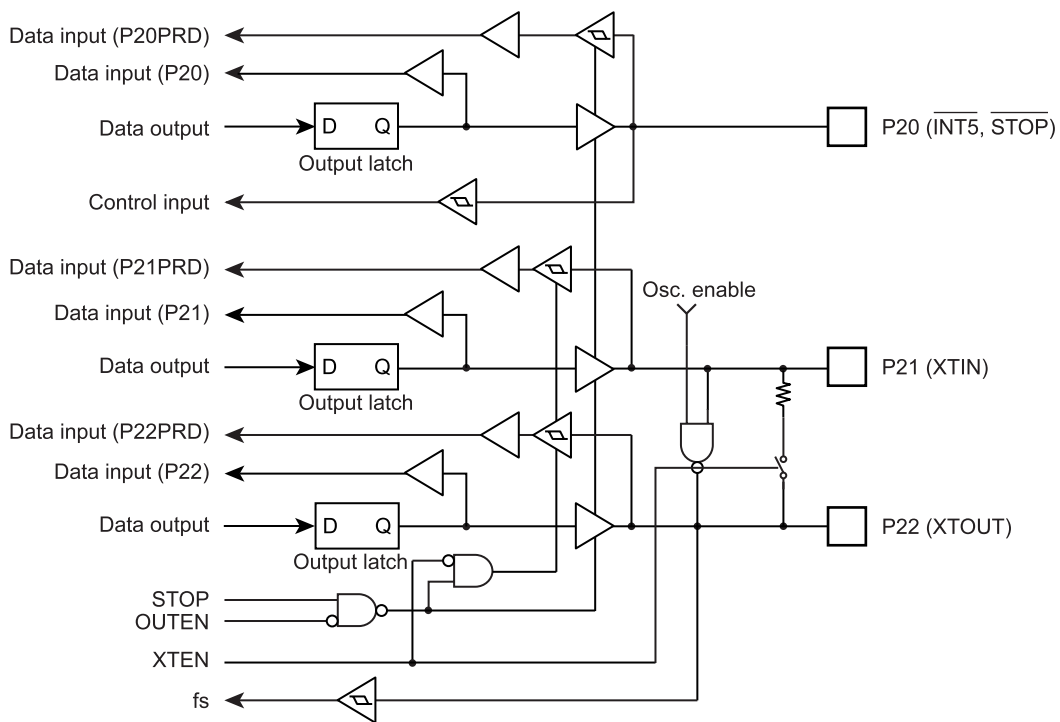 Data input (P20PRD)
Data input (P20)
Data output
D Q
Output latch
P20 (INT5, STOP)
Control input
Data input (P21PRD)
Osc. enable
Data input (P21)
Data output
D Q
Output latch
P21 (XTIN)
Data input (P22PRD)
Data input (P22)
Data output
D Q
Output latch
P22 (XTOUT)
STOP
OUTEN
XTEN
fs